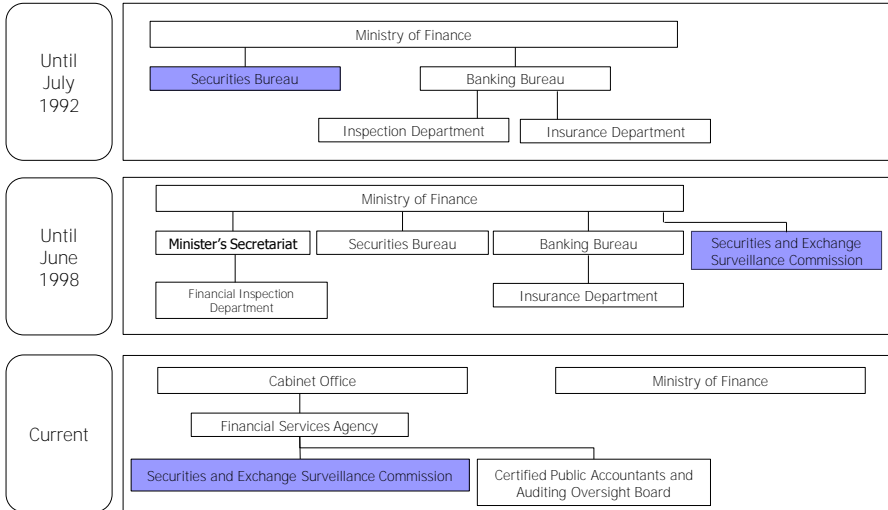 Until
July
1992
Ministry of Finance
Securities Bureau
Banking Bureau
Inspection Department
Insurance Department
Until
June
1998
Ministry of Finance
Minister's Secretariat
Securities Bureau
Banking Bureau
Securities and Exchange
Surveillance Commission
Financial Inspection
Department
Insurance Department
Current
Cabinet Office
Ministry of Finance
Financial Services Agency
Securities and Exchange Surveillance Commission
Certified Public Accountants and
Auditing Oversight Board